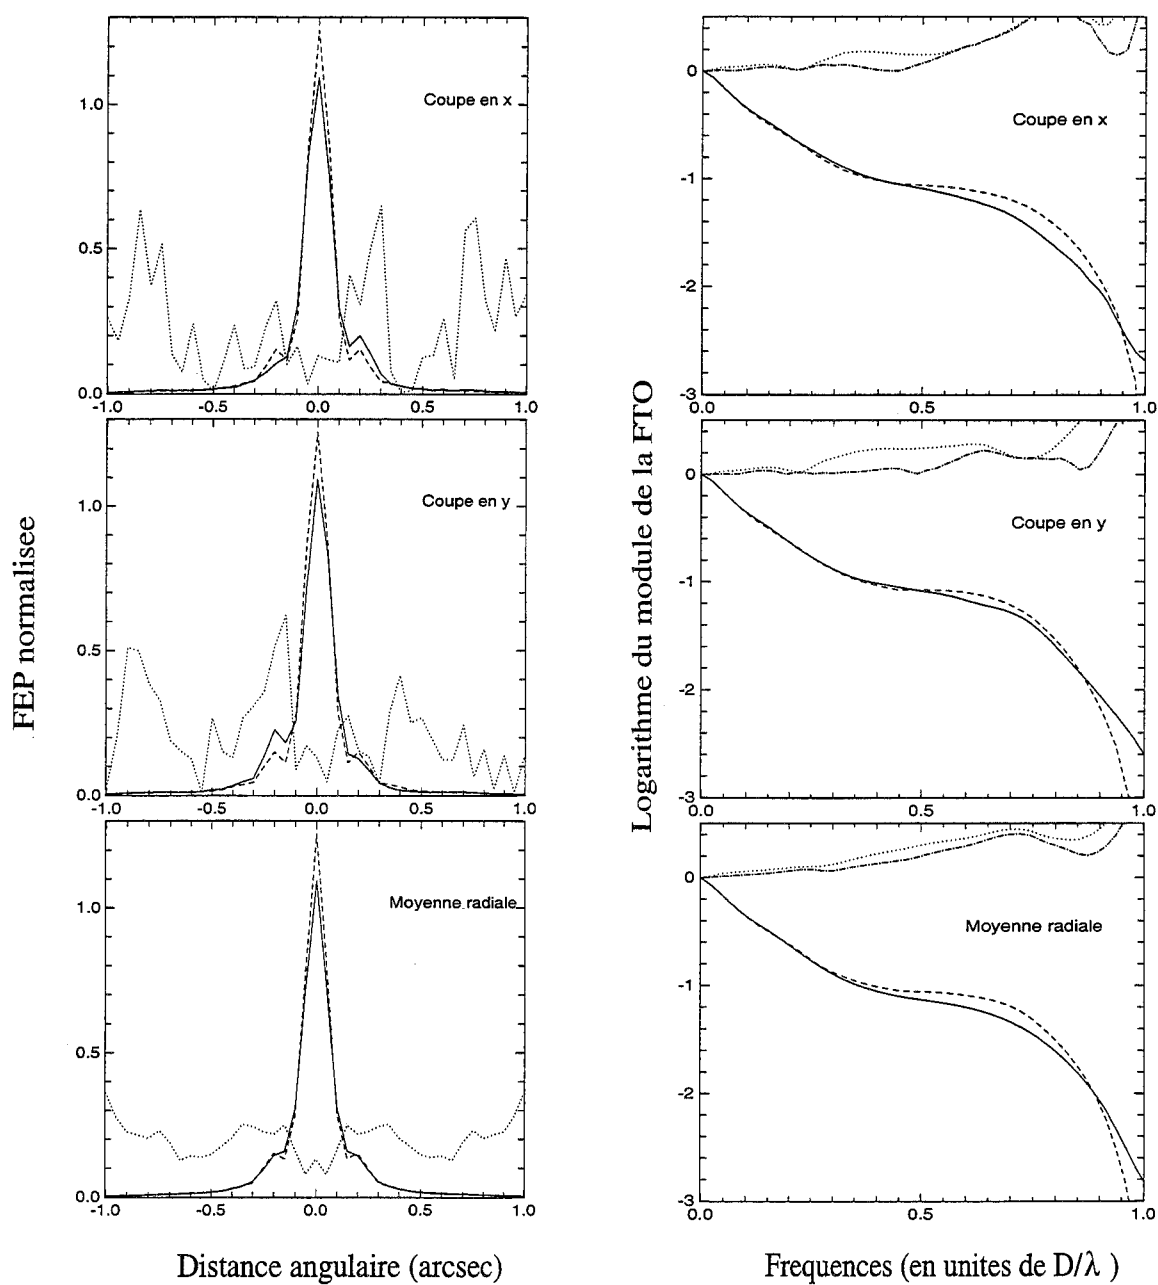 Coupe en x
1.0
0.5
0.0
-1.0 -0.5 0.0 0.5 1.0
Coupe en y
1.0
0.5
0.0
-1.0 -0.5 0.0 0.5 1.0
Moyenne radiale
1.0
0.5
0.0
-1.0 -0.5 0.0 0.5 1.0
FEP normalisee
Distance angulaire (arcsec)
0
Coupe en x
-1
-2
-3
0.0 0.5 1.0
0
Coupe en y
-1
-2
-3
0.0 0.5 1.0
0
Moyenne radiale
-1
-2
-3
0.0 0.5 1.0
Logarithme du module de la FTO
Frequences (en unites de D/λ )